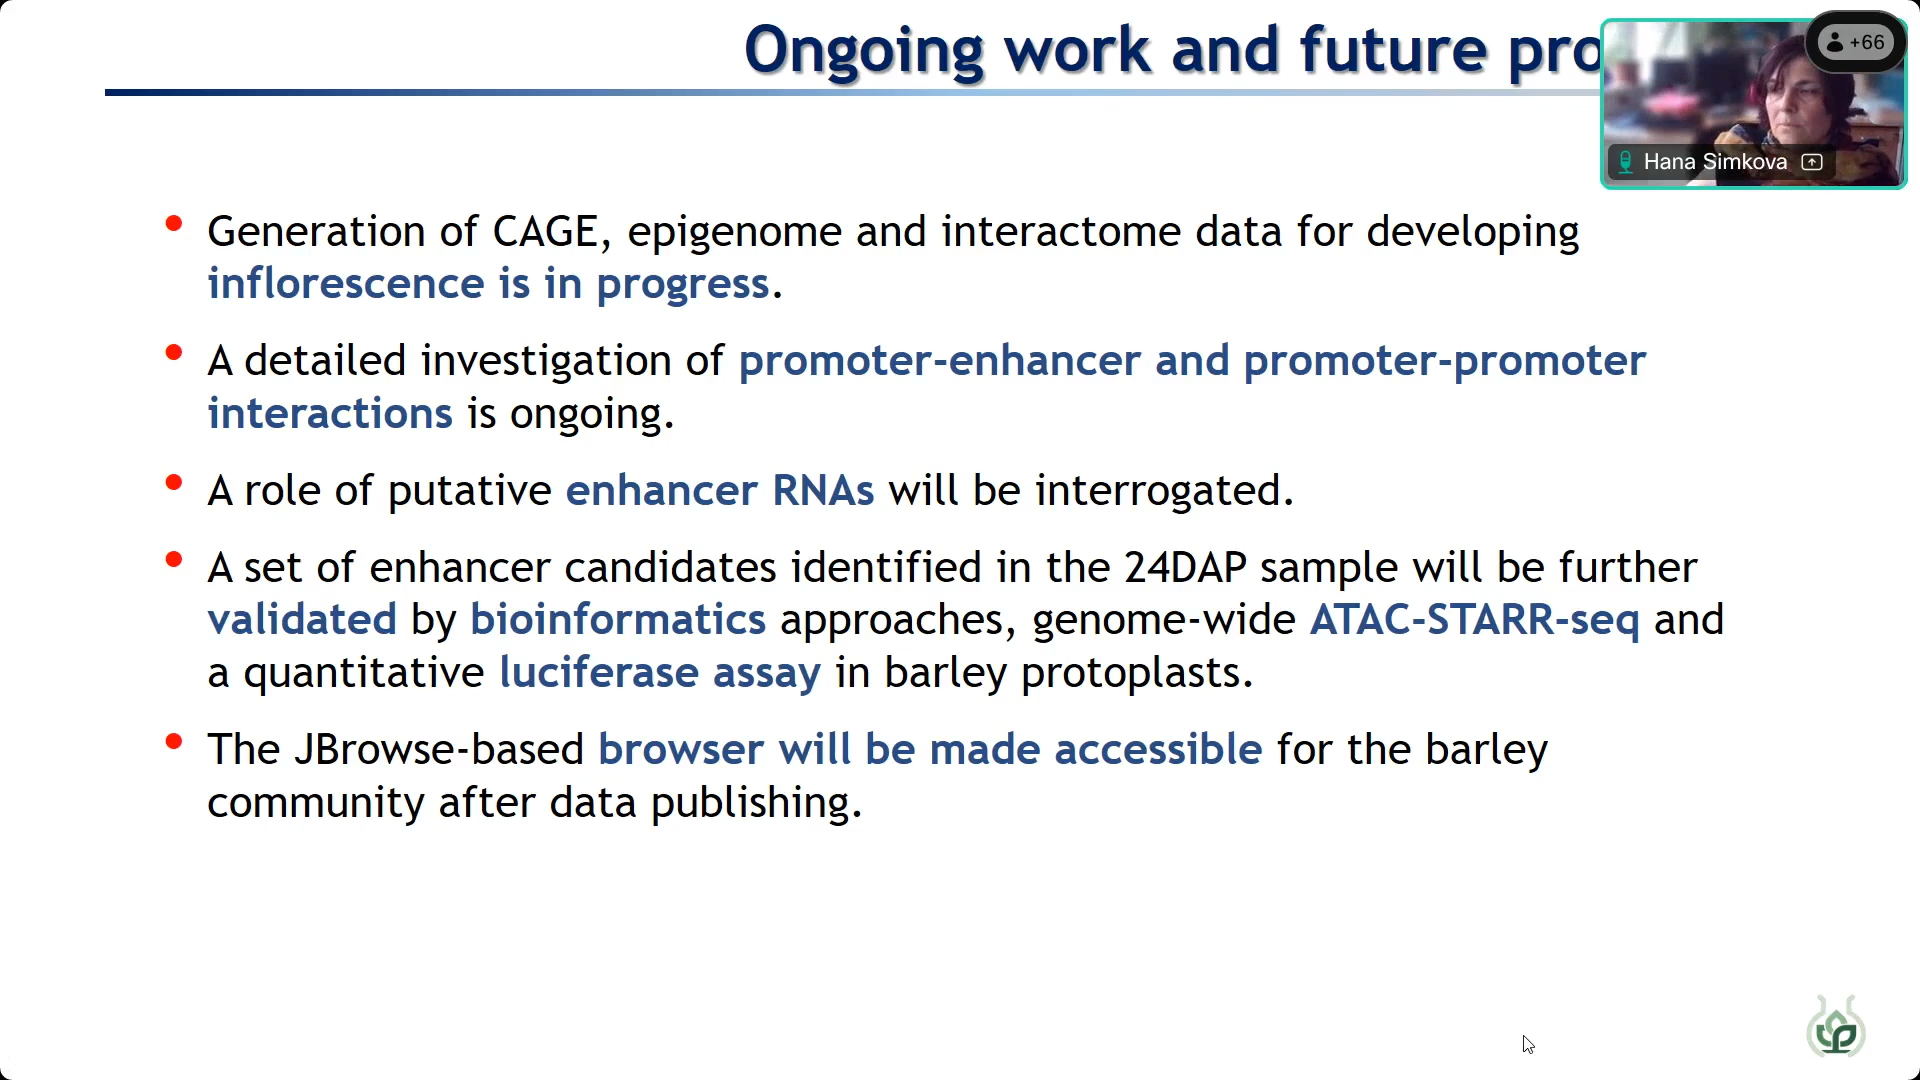 Ongoing work and future pro
+66
Hana Simkova
Generation of CAGE, epigenome and interactome data for developing
inflorescence is in progress.
A detailed investigation of promoter-enhancer and promoter-promoter
interactions is ongoing.
A role of putative enhancer RNAs will be interrogated.
A set of enhancer candidates identified in the 24DAP sample will be further
validated by bioinformatics approaches, genome-wide ATAC-STARR-seq and
a quantitative luciferase assay in barley protoplasts.
The JBrowse-based browser will be made accessible for the barley
community after data publishing.